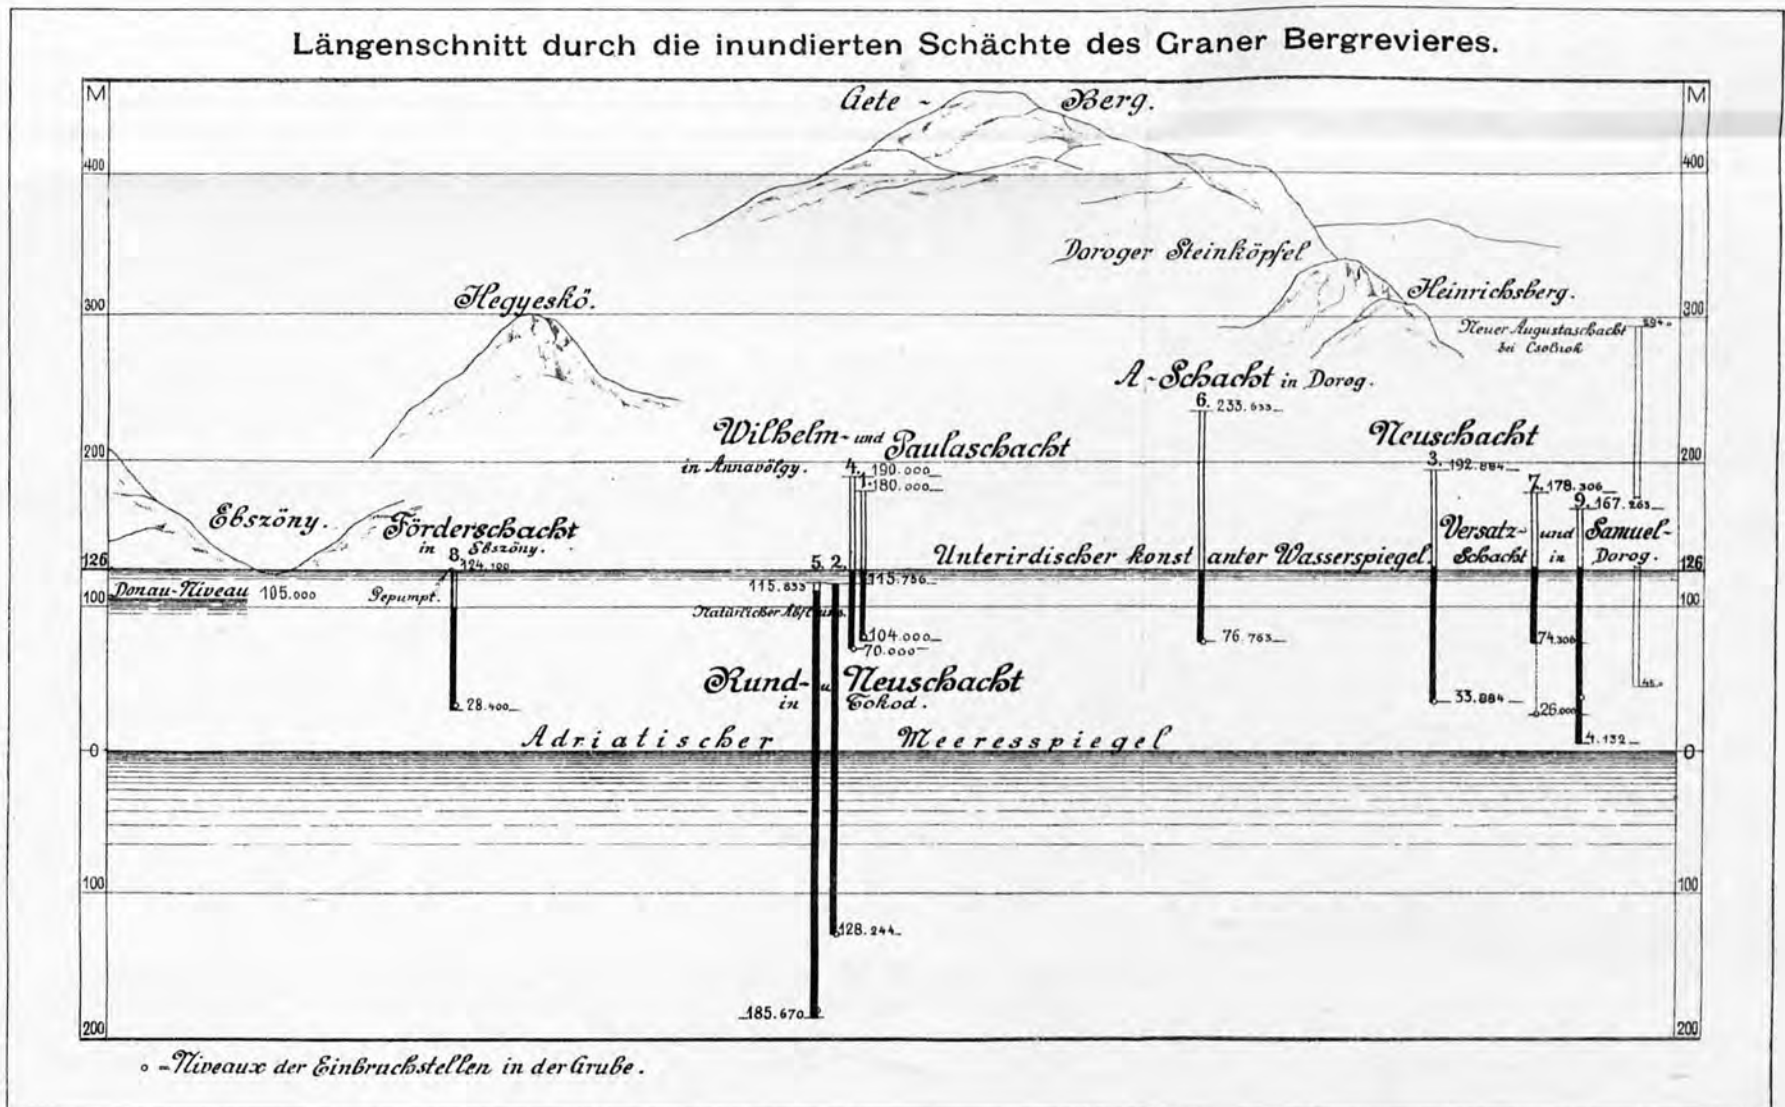 Längenschnitt durch die inundierten Schächte des Graner Bergrevieres.
M
M
Gete - Berg.
400
400
Doroger Steinköpfel
Hegyeskö.
Heinrichsberg.
300
300
Neuer Augustaschacht
bei Csolnok
294.0
A-Schacht in Dorog.
6. 233.633
Wilhelm- und Paulaschacht
in Annavölgy.
Neuschacht
200
200
4. 190.000
1. 180.000
3. 192.884
7. 178.306
9. 167.263
Ebszöny.
Förderschacht
in Ebszöny.
8.
124.100
Versatz- und Samuel-
Schacht in Dorog.
126
126
5. 2.
Unterirdischer konstanter Wasserspiegel.
Donau-Niveau 105.000
Gepumpt.
115.833
115.756
Natürlicher Abfluss.
100
100
104.000
70.000
76.763
74.306
Rund- u. Neuschacht
in Tokod.
28.400
33.884
26.000
45.0
4.132
Adriatischer Meeresspiegel
0
0
100
100
128.244
185.670
200
200
o - Niveaux der Einbruchstellen in der Grube.